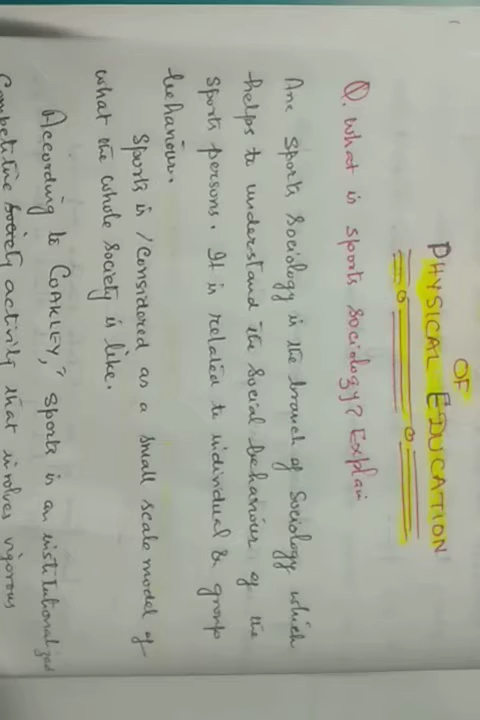 OF
PHYSICAL EDUCATION
Q. What is sports sociology? Explain
Ans Sports Sociology is the branch of Sociology which
helps to understand the social behaviour of the
sports persons. It is related to individual & group
behaviour.
Sports is / considered as a small scale model of
what the whole society is like.
According to COAKLEY, " Sports is an institutionalized
Competitive activity that involves vigorous